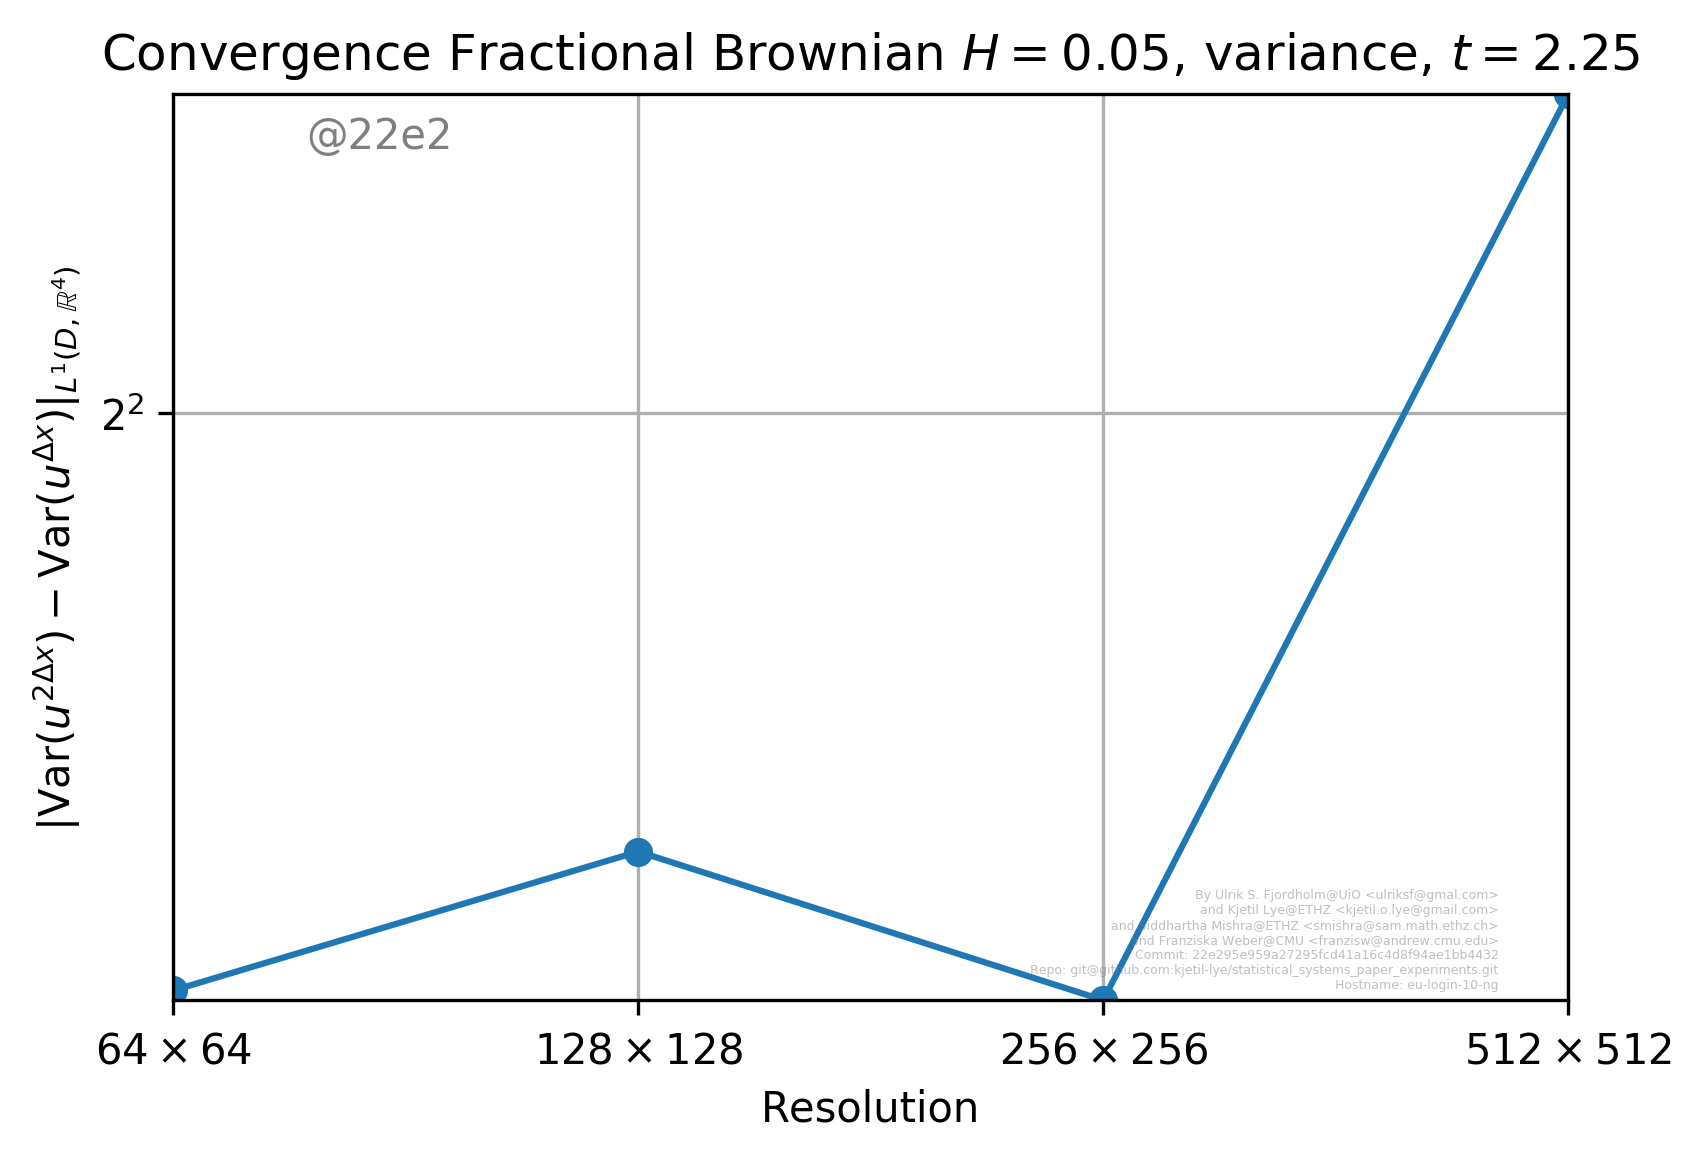 Convergence Fractional Brownian H = 0.05, variance, t = 2.25
@22e2
|Var(u^{2Δx}) − Var(u^{Δx})|_{L^1(D, ℝ^4)}
2^2
By Ulrik S. Fjordholm@UiO <ulriksf@gmal.com>
and Kjetil Lye@ETHZ <kjetil.o.lye@gmail.com>
and Siddhartha Mishra@ETHZ <smishra@sam.math.ethz.ch>
and Franziska Weber@CMU <franzisw@andrew.cmu.edu>
Commit: 22e295e959a27295fcd41a16c4d8f94ae1bb4432
Repo: git@github.com:kjetil-lye/statistical_systems_paper_experiments.git
Hostname: eu-login-10-ng
64 × 64 128 × 128 256 × 256 512 × 512
Resolution